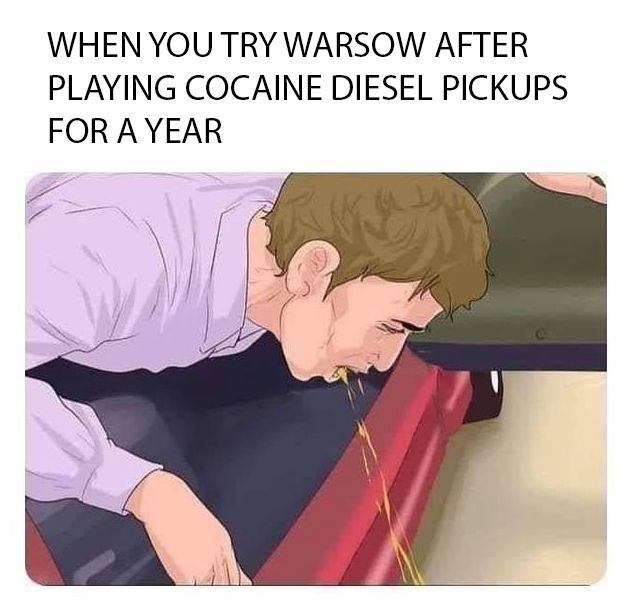 WHEN YOU TRY WARSOW AFTER
PLAYING COCAINE DIESEL PICKUPS
FOR A YEAR